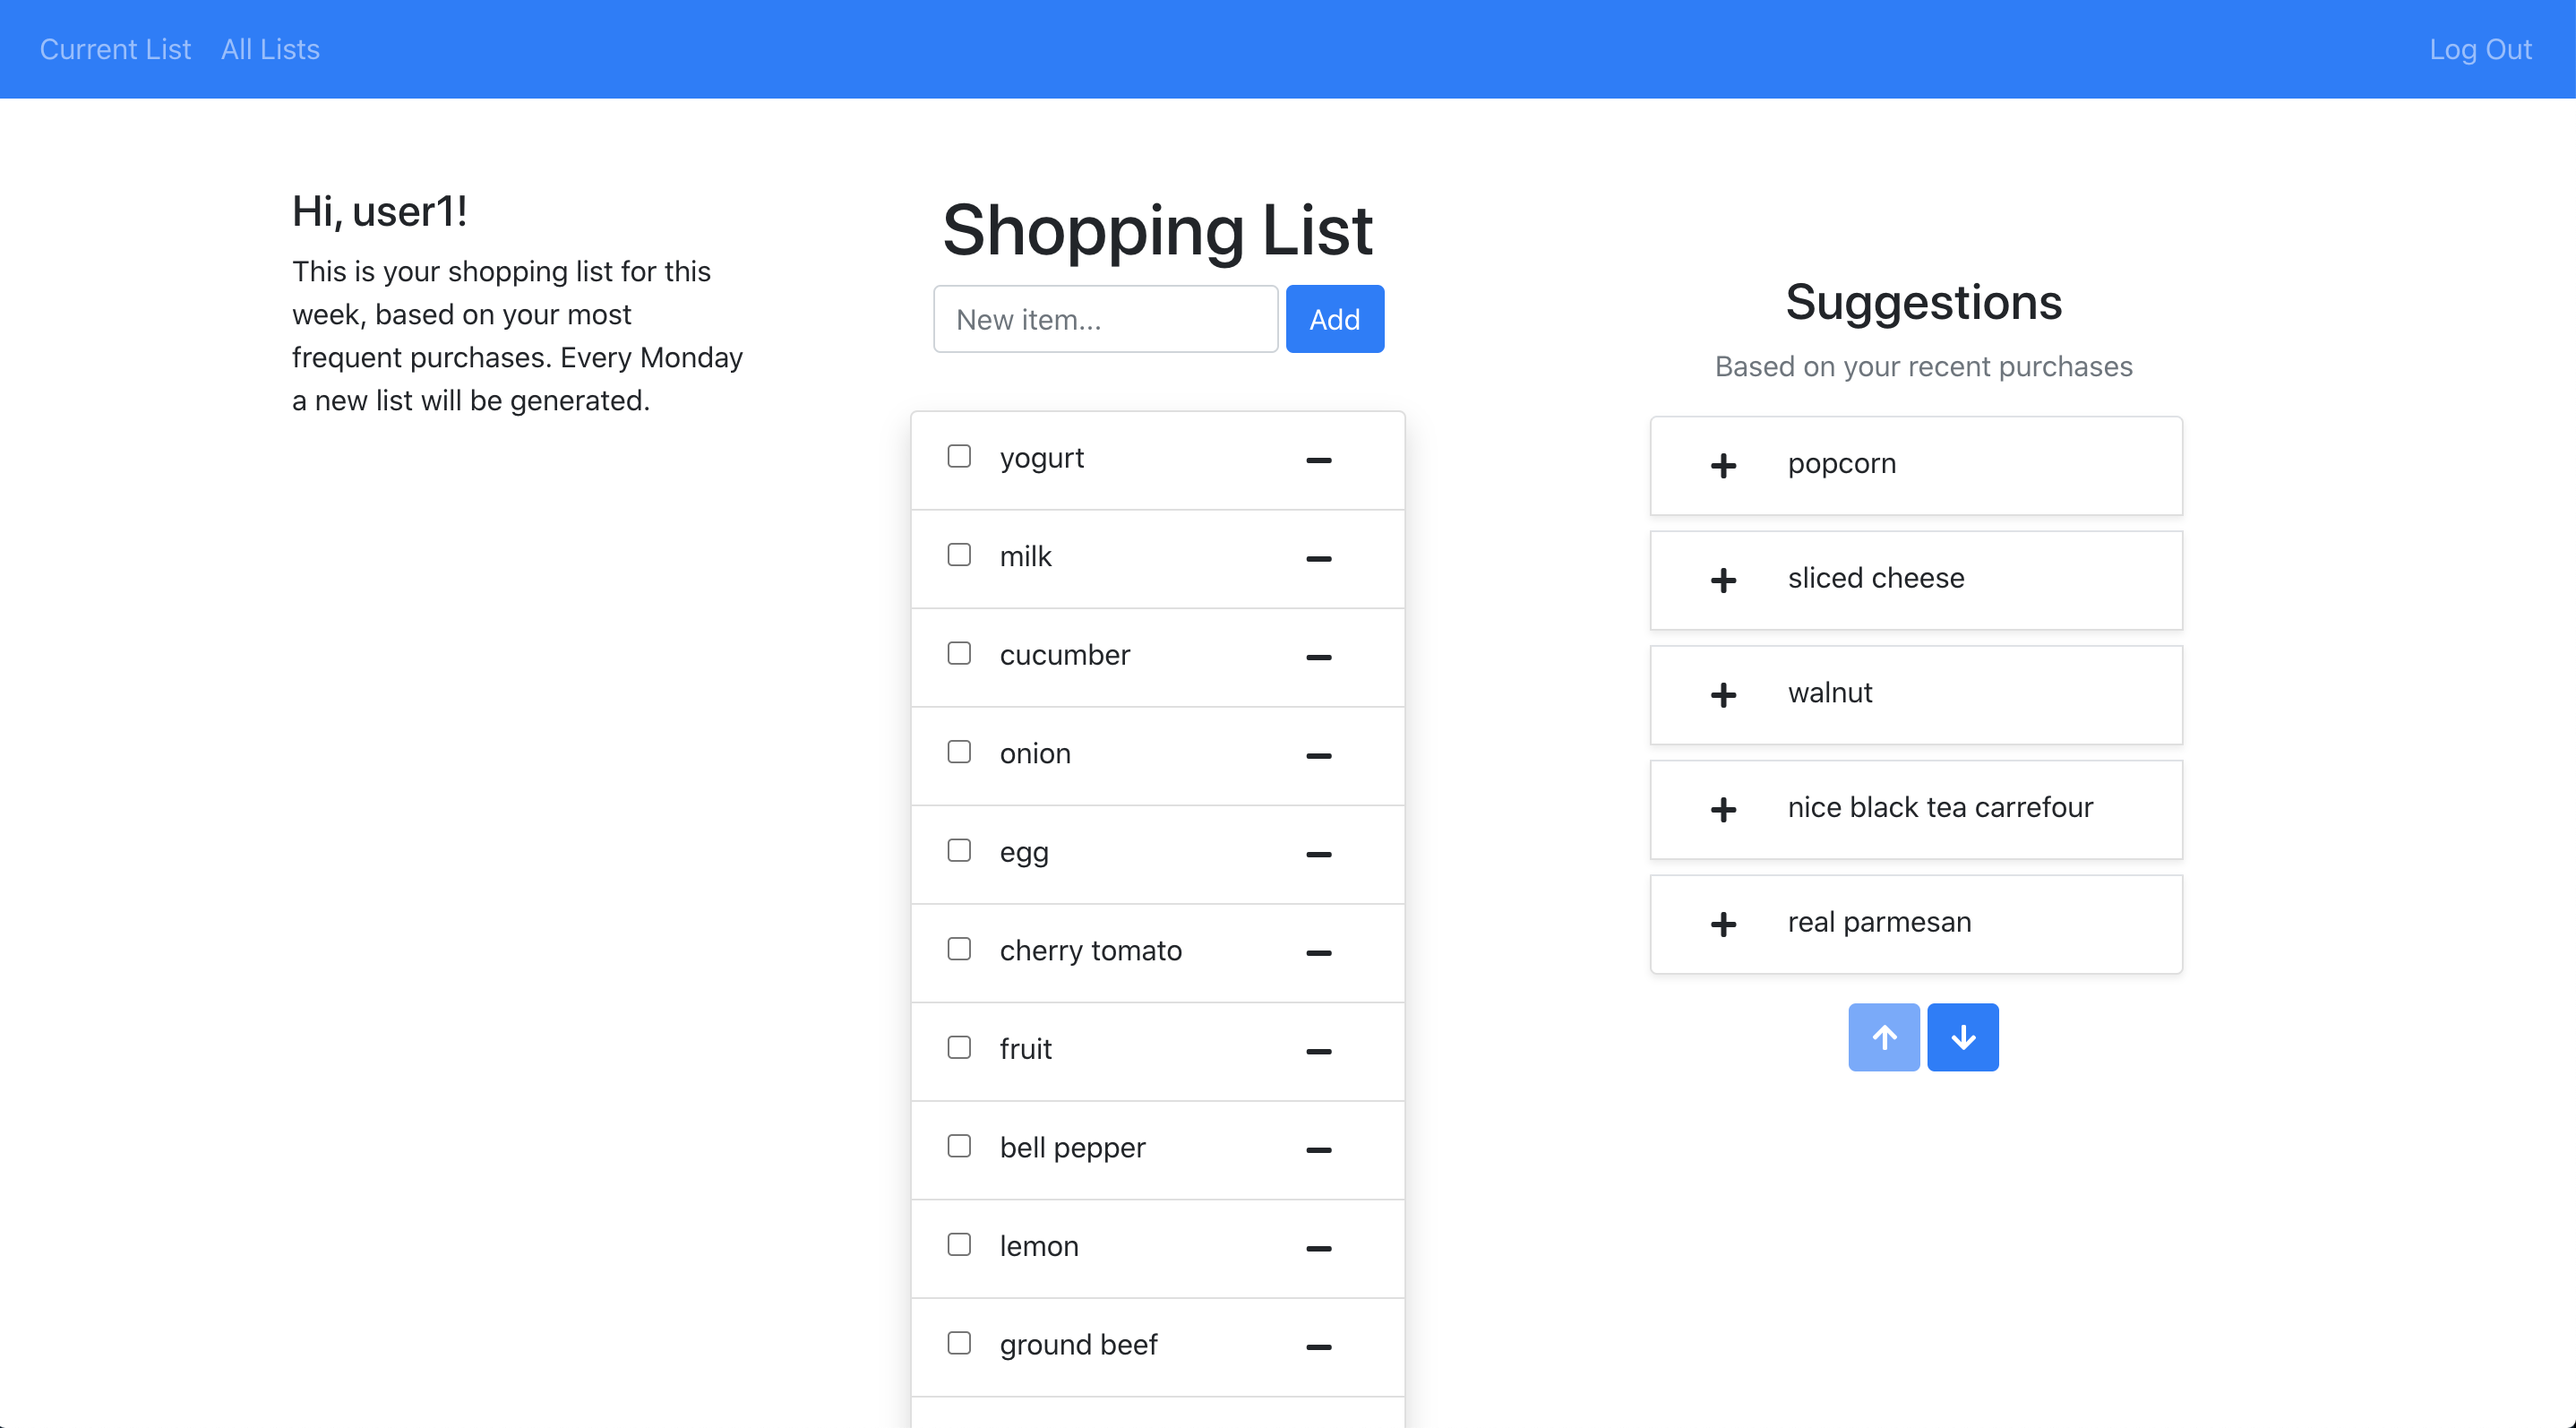 Current List
All Lists
Log Out
Hi, user1!
This is your shopping list for this
week, based on your most
frequent purchases. Every Monday
a new list will be generated.
Shopping List
New item...
Add
yogurt
milk
cucumber
onion
egg
cherry tomato
fruit
bell pepper
lemon
ground beef
Suggestions
Based on your recent purchases
popcorn
sliced cheese
walnut
nice black tea carrefour
real parmesan